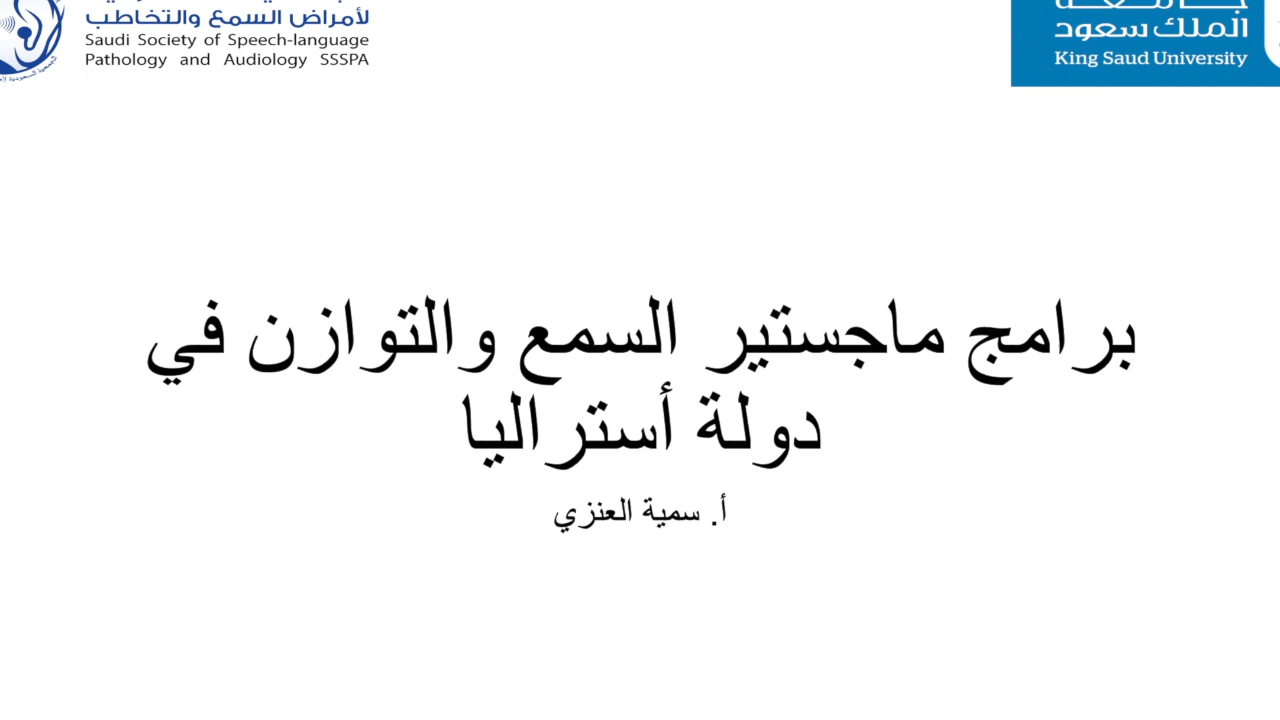 لأمراض السمع والتخاطب
Saudi Society of Speech-language
Pathology and Audiology SSSPA
جامعة
الملك سعود
King Saud University
برامج ماجستير السمع والتوازن في
دولة أستراليا
أ. سمية العنزي